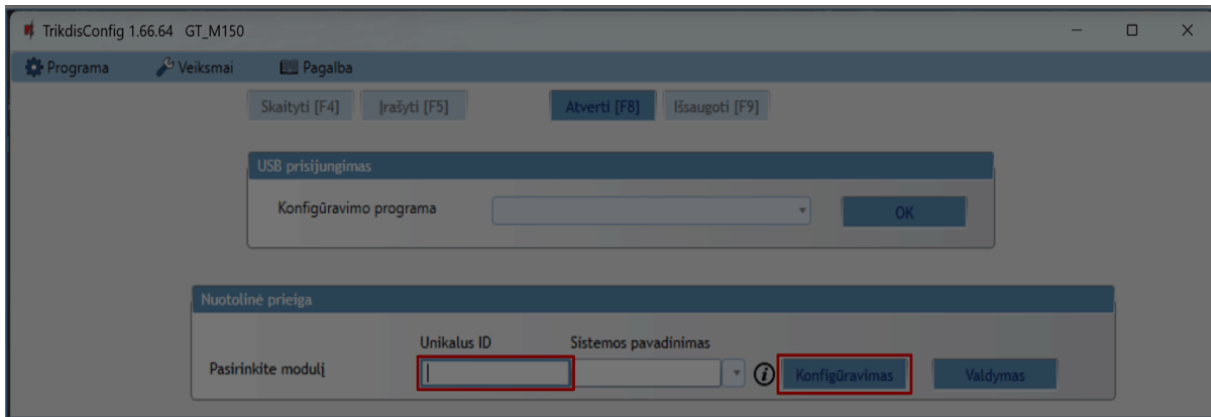 TrikdisConfig 1.66.64 GT_M150
Programa Veiksmai Pagalba
Skaityti [F4] Įrašyti [F5] Atverti [F8] Išsaugoti [F9]
USB prisijungimas
Konfigūravimo programa OK
Nuotolinė prieiga
Unikalus ID Sistemos pavadinimas
Pasirinkite modulį Konfigūravimas Valdymas